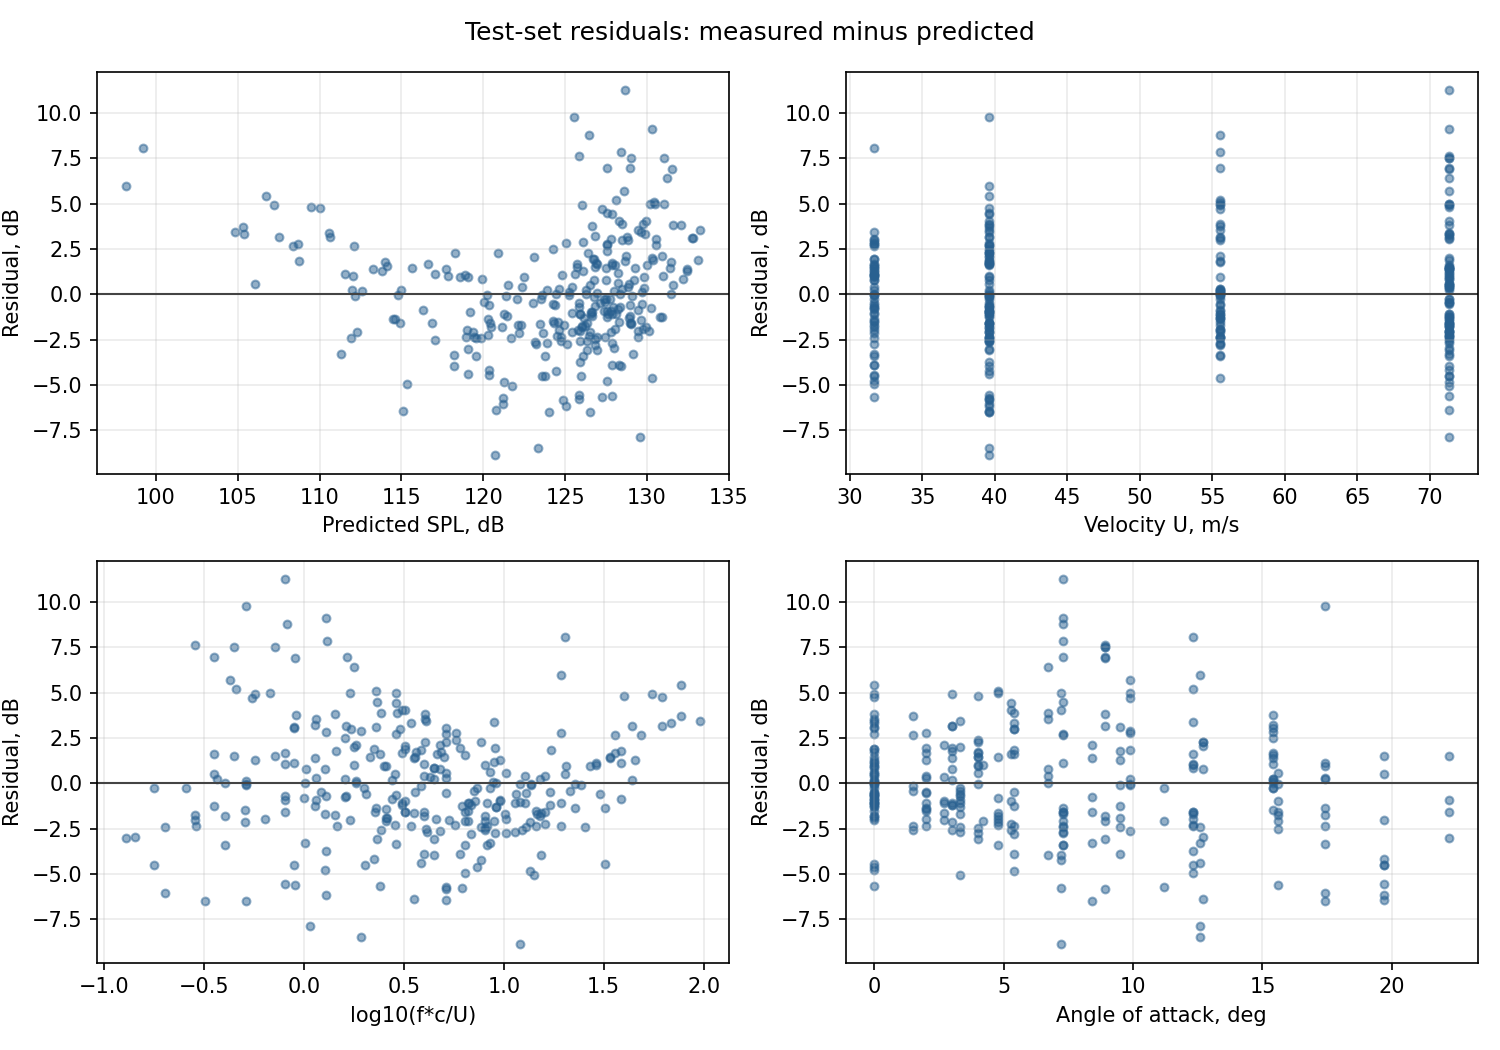 Test-set residuals: measured minus predicted
Residual, dB
10.0
7.5
5.0
2.5
0.0
−2.5
−5.0
−7.5
100 105 110 115 120 125 130 135
Predicted SPL, dB
Residual, dB
10.0
7.5
5.0
2.5
0.0
−2.5
−5.0
−7.5
30 35 40 45 50 55 60 65 70
Velocity U, m/s
Residual, dB
10.0
7.5
5.0
2.5
0.0
−2.5
−5.0
−7.5
−1.0 −0.5 0.0 0.5 1.0 1.5 2.0
log10(f*c/U)
Residual, dB
10.0
7.5
5.0
2.5
0.0
−2.5
−5.0
−7.5
0 5 10 15 20
Angle of attack, deg